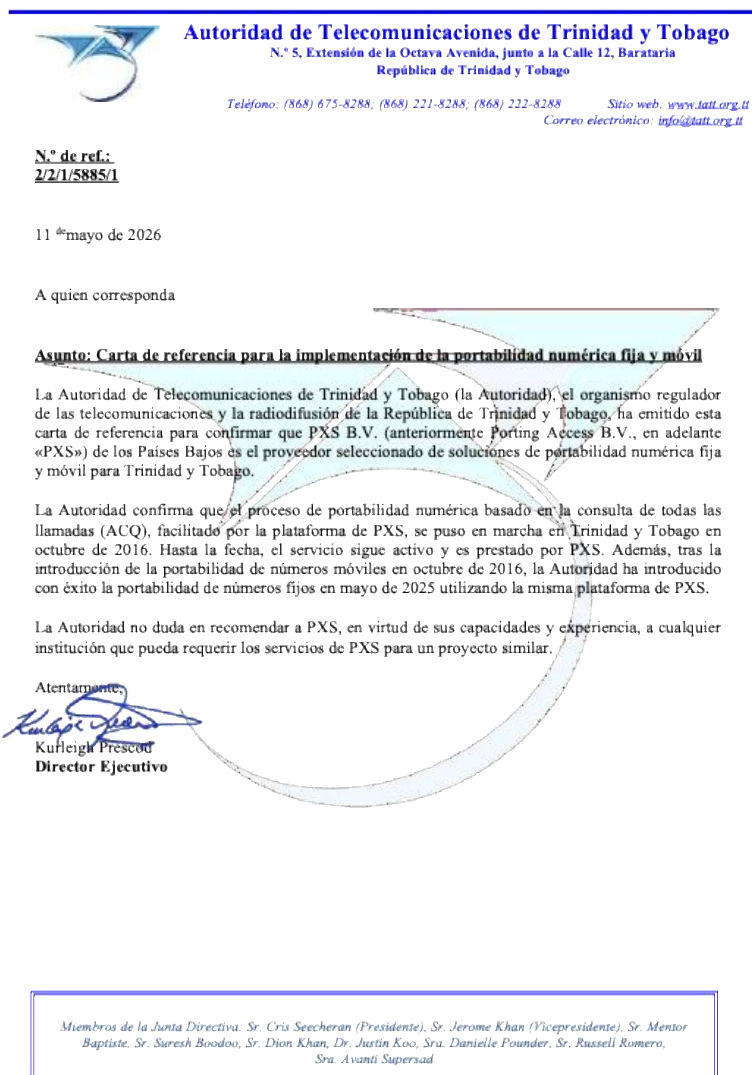 Autoridad de Telecomunicaciones de Trinidad y Tobago
N.º 5, Extensión de la Octava Avenida, junto a la Calle 12, Barataria
República de Trinidad y Tobago
Teléfono: (868) 675-8288; (868) 221-8288; (868) 222-8288 Sitio web: www.tatt.org.tt
Correo electrónico: info@tatt.org.tt
N.º de ref.:
2/2/1/5885/1
11 de mayo de 2026
A quien corresponda
Asunto: Carta de referencia para la implementación de la portabilidad numérica fija y móvil
La Autoridad de Telecomunicaciones de Trinidad y Tobago (la Autoridad), el organismo regulador
de las telecomunicaciones y la radiodifusión de la República de Trinidad y Tobago, ha emitido esta
carta de referencia para confirmar que PXS B.V. (anteriormente Porting Access B.V., en adelante
«PXS») de los Países Bajos es el proveedor seleccionado de soluciones de portabilidad numérica fija
y móvil para Trinidad y Tobago.
La Autoridad confirma que el proceso de portabilidad numérica basado en la consulta de todas las
llamadas (ACQ), facilitado por la plataforma de PXS, se puso en marcha en Trinidad y Tobago en
octubre de 2016. Hasta la fecha, el servicio sigue activo y es prestado por PXS. Además, tras la
introducción de la portabilidad de números móviles en octubre de 2016, la Autoridad ha introducido
con éxito la portabilidad de números fijos en mayo de 2025 utilizando la misma plataforma de PXS.
La Autoridad no duda en recomendar a PXS, en virtud de sus capacidades y experiencia, a cualquier
institución que pueda requerir los servicios de PXS para un proyecto similar.
Atentamente,
Kurleigh Prescod
Director Ejecutivo
Miembros de la Junta Directiva: Sr. Cris Seecheran (Presidente), Sr. Jerome Khan (Vicepresidente), Sr. Mentor
Baptiste, Sr. Suresh Boodoo, Sr. Dion Khan, Dr. Justin Koo, Sra. Danielle Pounder, Sr. Russell Romero,
Sra. Avanti Supersad